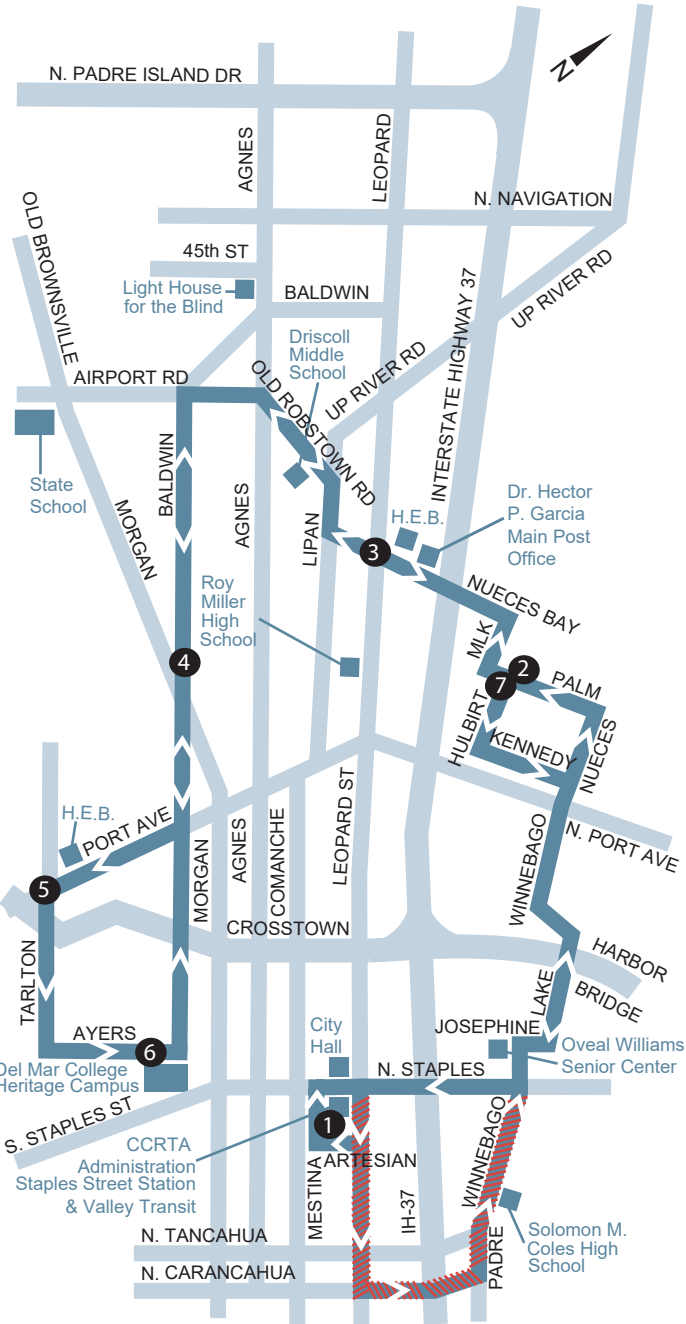 N
N. PADRE ISLAND DR
AGNES
LEOPARD
N. NAVIGATION
OLD BROWNSVILLE
45th ST
Light House
for the Blind
BALDWIN
INTERSTATE HIGHWAY 37
UP RIVER RD
Driscoll
Middle
School
UP RIVER RD
AIRPORT RD
OLD ROBSTOWN RD
State
School
BALDWIN
MORGAN
AGNES
LIPAN
H.E.B.
Dr. Hector
P. Garcia
Main Post
Office
3
NUECES BAY
Roy
Miller
High
School
MLK
4
2
7
PALM
HULBIRT
KENNEDY
NUECES
H.E.B.
PORT AVE
MORGAN
AGNES
COMANCHE
LEOPARD ST
N. PORT AVE
WINNEBAGO
5
CROSSTOWN
HARBOR
BRIDGE
TARLTON
LAKE
AYERS
6
City
Hall
JOSEPHINE
Oveal Williams
Senior Center
Del Mar College
Heritage Campus
N. STAPLES
S. STAPLES ST
1
CCRTA
Administration
Staples Street Station
& Valley Transit
ARTESIAN
MESTINA
WINNEBAGO
IH-37
N. TANCAHUA
N. CARANCAHUA
PADRE
Solomon M.
Coles High
School